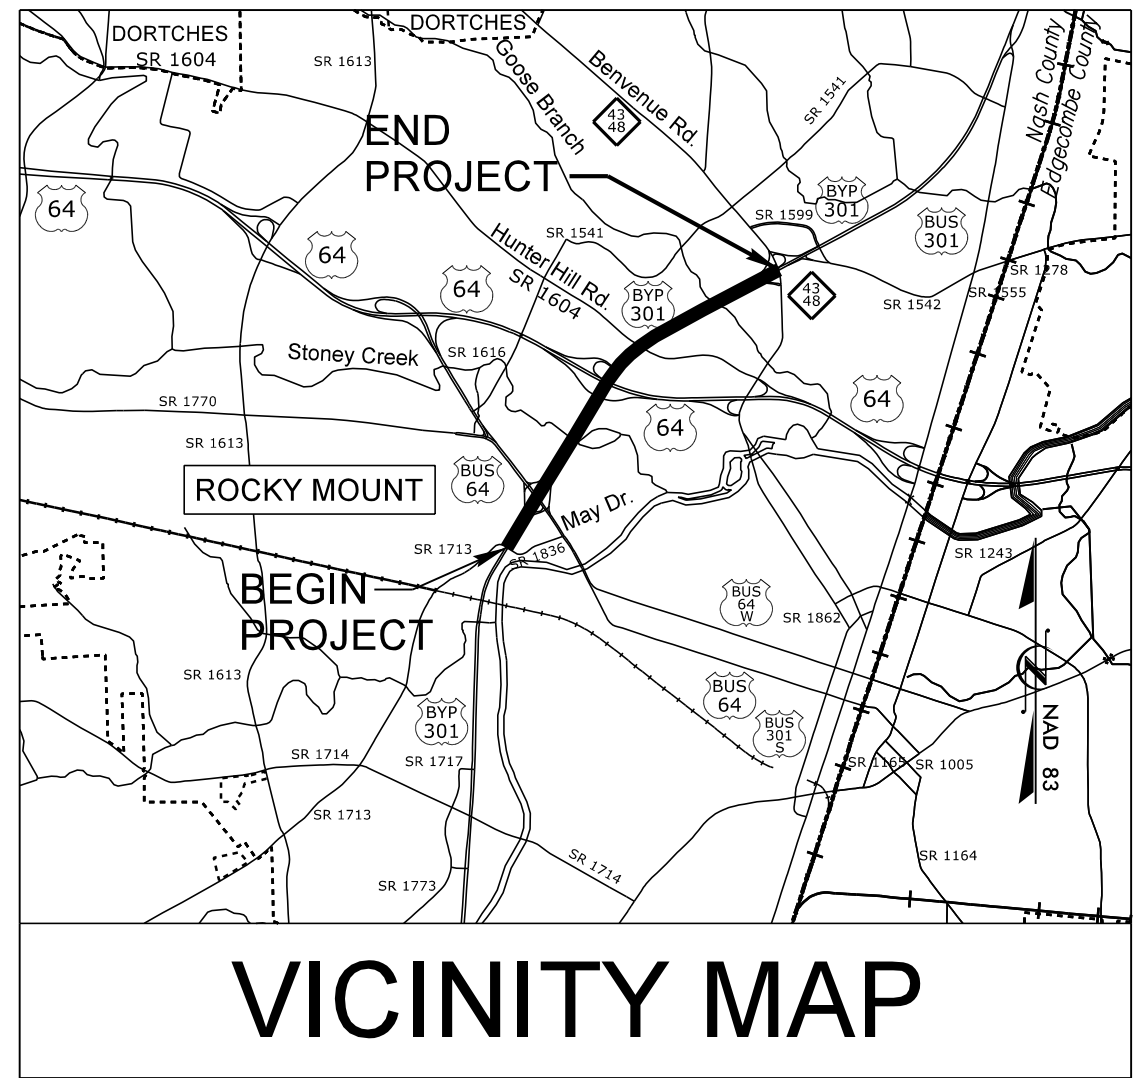 DORTCHES
DORTCHES
SR 1604
SR 1613
Goose Branch
Benvenue Rd.
43
48
SR 1541
Nash County
Edgecombe County
END
PROJECT
64
BYP
301
SR 1599
BUS
301
64
SR 1541
Hunter Hill Rd.
SR 1604
SR 1278
64
BYP
301
43
48
SR 1542
SR 1555
Stoney Creek
SR 1616
SR 1770
64
64
SR 1613
BUS
64
ROCKY MOUNT
May Dr.
SR 1713
SR 1836
SR 1243
BEGIN
PROJECT
BUS
64
W
SR 1862
SR 1613
BUS
64
BYP
301
BUS
301
S
NAD 83
SR 1714
SR 1717
SR 1165
SR 1005
SR 1713
SR 1714
SR 1164
SR 1773
VICINITY MAP